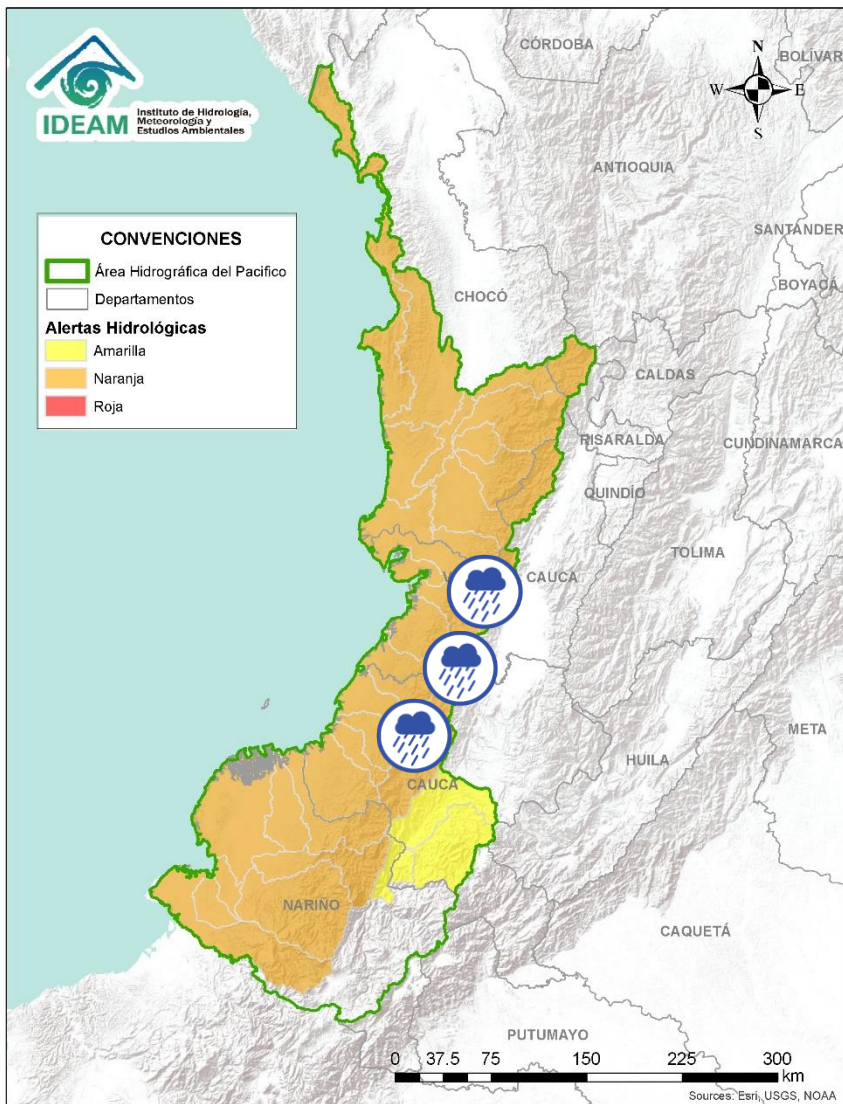 IDEAM
Instituto de Hidrología,
Meteorología y
Estudios Ambientales
CÓRDOBA
BOLÍVAR
N
W
E
S
ANTIOQUIA
SANTANDER
BOYACÁ
CONVENCIONES
Área Hidrográfica del Pacifico
Departamentos
Alertas Hidrológicas
Amarilla
Naranja
Roja
CHOCÓ
CALDAS
RISARALDA
CUNDINAMARCA
QUINDÍO
TOLIMA
CAUCA
META
HUILA
CAUCA
NARIÑO
CAQUETÁ
PUTUMAYO
0 37.5 75 150 225 300
km
Sources: Esri, USGS, NOAA